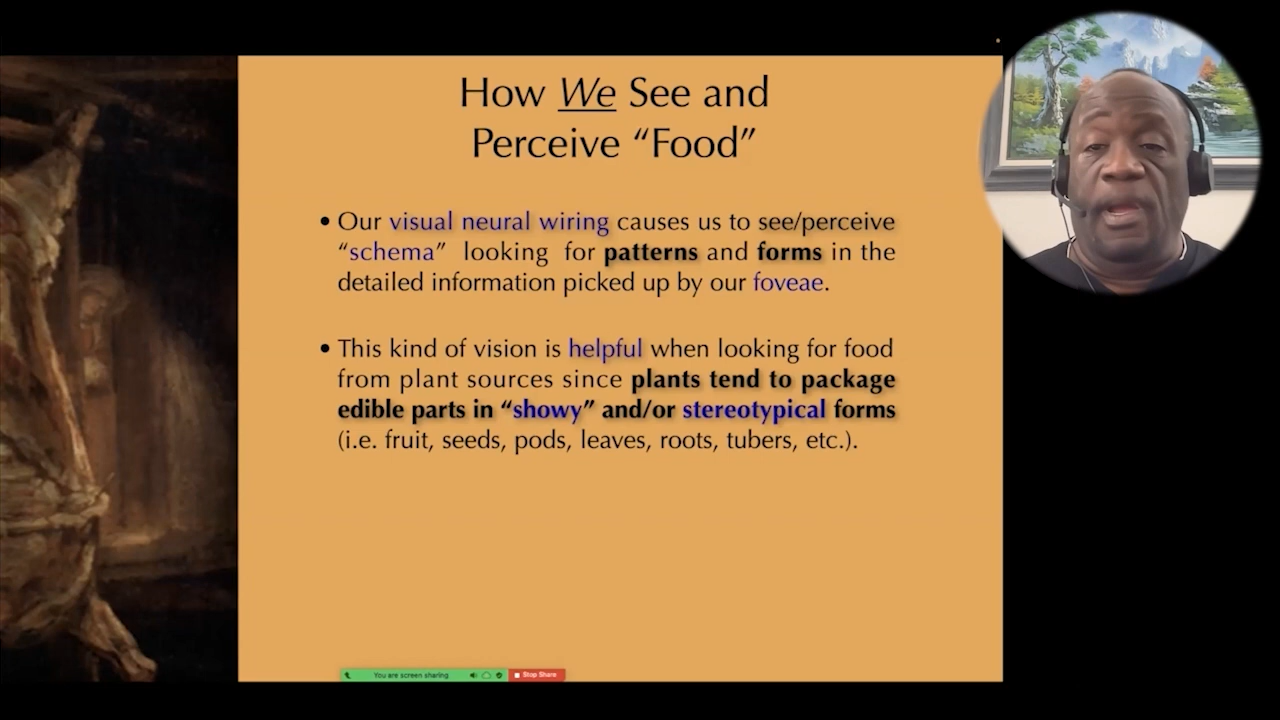 How We See and
Perceive “Food”
• Our visual neural wiring causes us to see/perceive
“schema” looking for patterns and forms in the
detailed information picked up by our foveae.
• This kind of vision is helpful when looking for food
from plant sources since plants tend to package
edible parts in “showy” and/or stereotypical forms
(i.e. fruit, seeds, pods, leaves, roots, tubers, etc.).
You are screen sharing
Stop Share